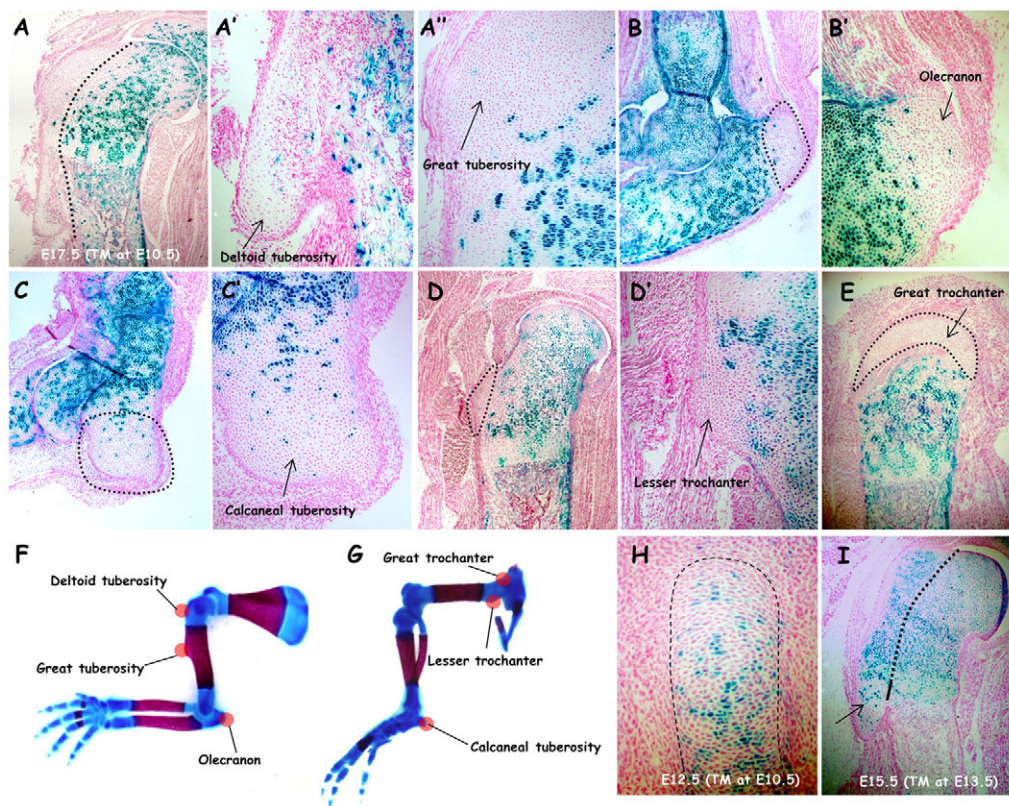 A
E17.5 (TM at E10.5)
A'
Deltoid tuberosity
A''
Great tuberosity
B
B'
Olecranon
C
C'
Calcaneal tuberosity
D
D'
Lesser trochanter
E
Great trochanter
F
Deltoid tuberosity
Great tuberosity
Olecranon
G
Great trochanter
Lesser trochanter
Calcaneal tuberosity
H
E12.5 (TM at E10.5)
I
E15.5 (TM at E13.5)